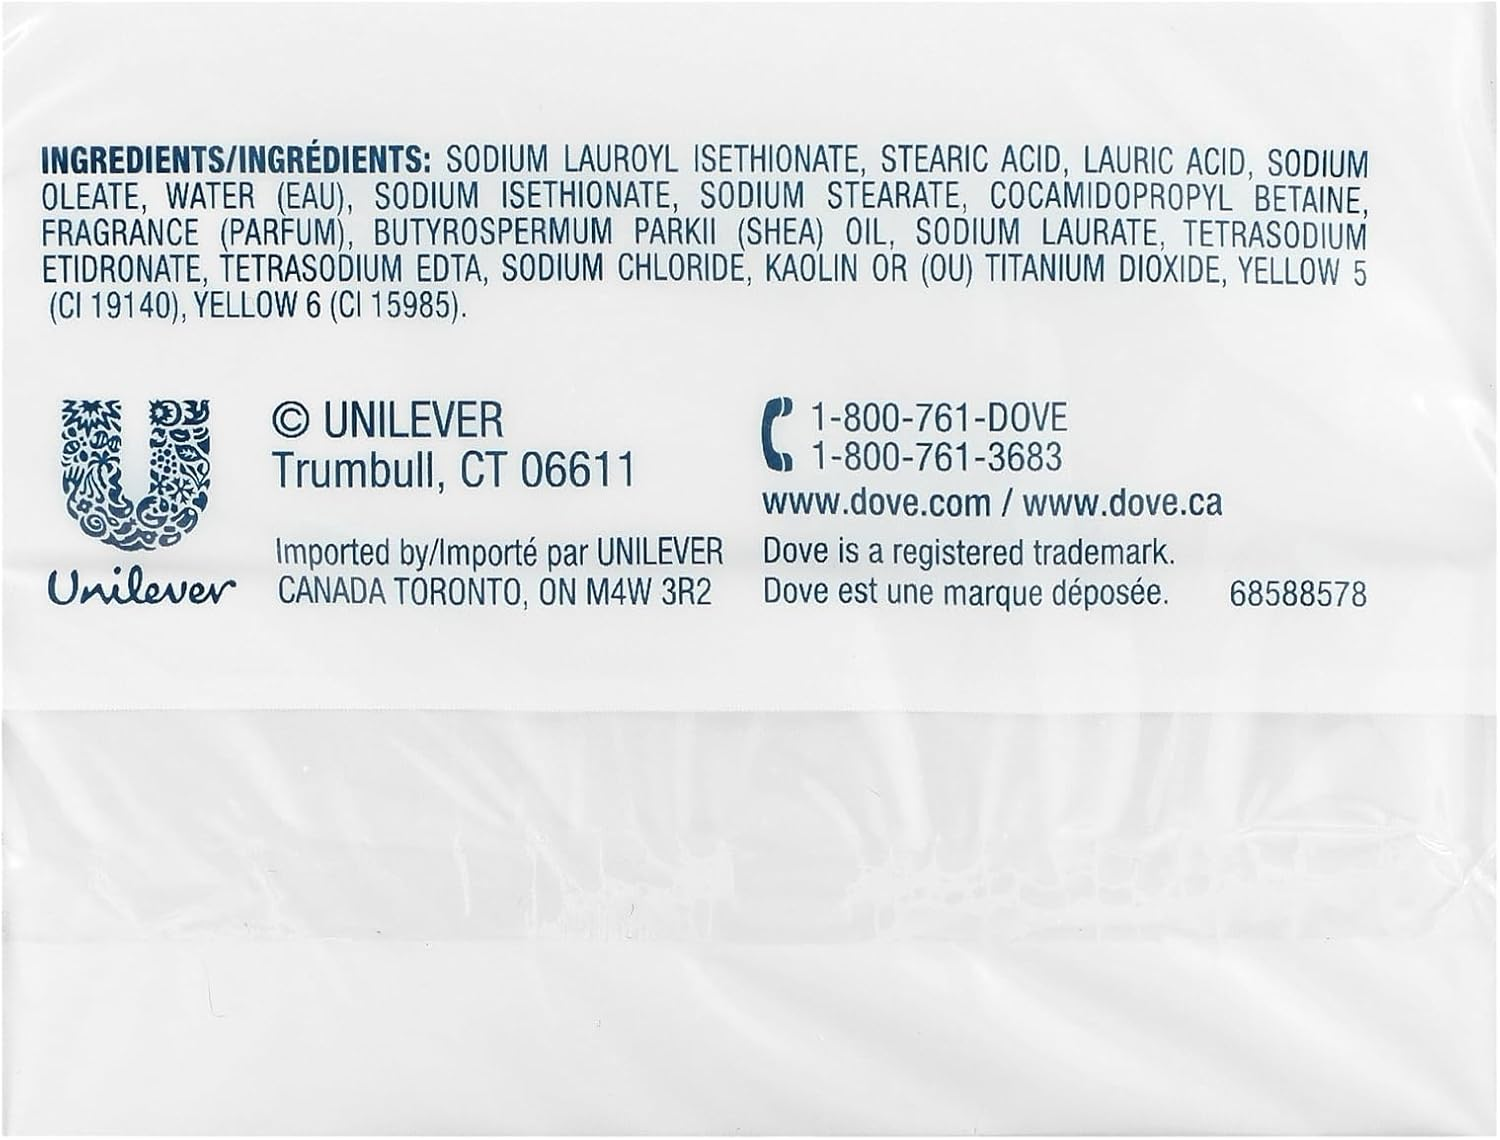 INGREDIENTS/INGRÉDIENTS: SODIUM LAUROYL ISETHIONATE, STEARIC ACID, LAURIC ACID, SODIUM
OLEATE, WATER (EAU), SODIUM ISETHIONATE, SODIUM STEARATE, COCAMIDOPROPYL BETAINE,
FRAGRANCE (PARFUM), BUTYROSPERMUM PARKII (SHEA) OIL, SODIUM LAURATE, TETRASODIUM
ETIDRONATE, TETRASODIUM EDTA, SODIUM CHLORIDE, KAOLIN OR (OU) TITANIUM DIOXIDE, YELLOW 5
(CI 19140), YELLOW 6 (CI 15985).
Unilever
© UNILEVER
Trumbull, CT 06611
Imported by/Importé par UNILEVER
CANADA TORONTO, ON M4W 3R2
1-800-761-DOVE
1-800-761-3683
www.dove.com / www.dove.ca
Dove is a registered trademark.
Dove est une marque déposée. 68588578